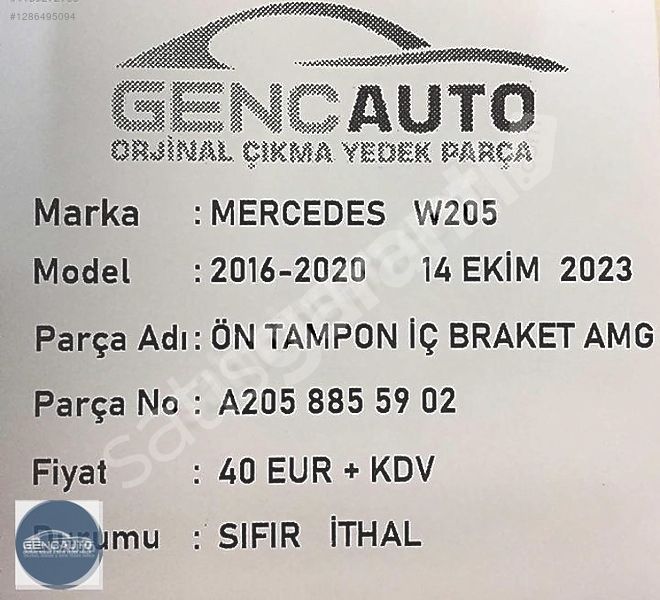 #1286495094
GENCAUTO
ORJİNAL ÇIKMA YEDEK PARÇA
Marka : MERCEDES W205
Model : 2016-2020 14 EKİM 2023
Parça Adı : ÖN TAMPON İÇ BRAKET AMG
Parça No : A205 885 59 02
Fiyat : 40 EUR + KDV
Durumu : SIFIR İTHAL
GENCAUTO